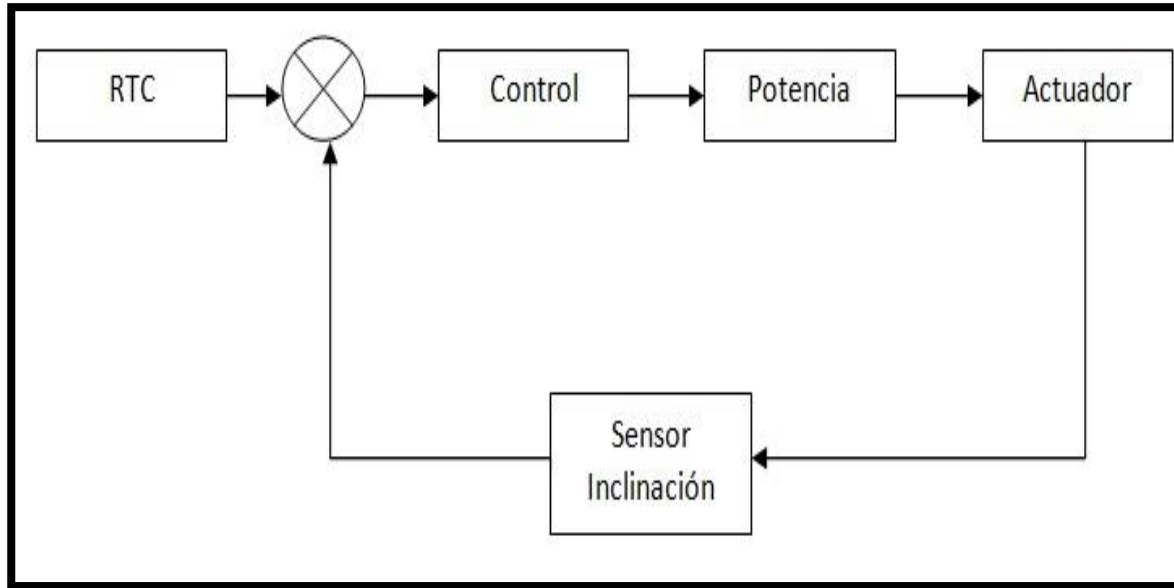 RTC
Control
Potencia
Actuador
Sensor
Inclinación